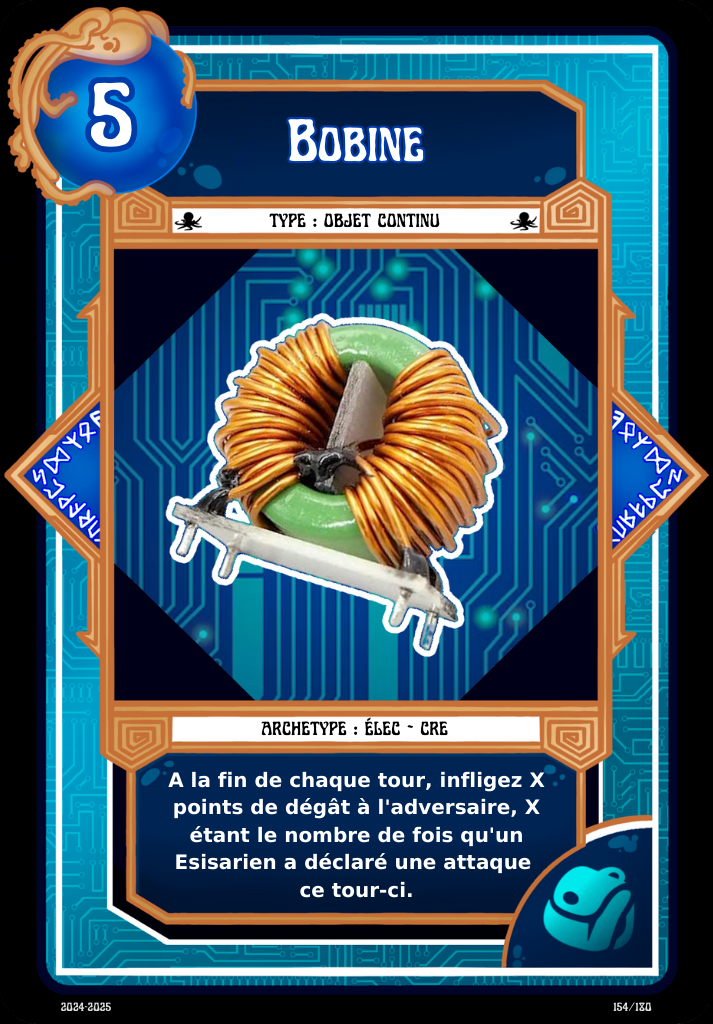 5
BOBINE
TYPE : OBJET CONTINU
ARCHETYPE : ÉLEC - CRE
A la fin de chaque tour, infligez X
points de dégât à l'adversaire, X
étant le nombre de fois qu'un
Esisarien a déclaré une attaque
ce tour-ci.
2024-2025
154/180